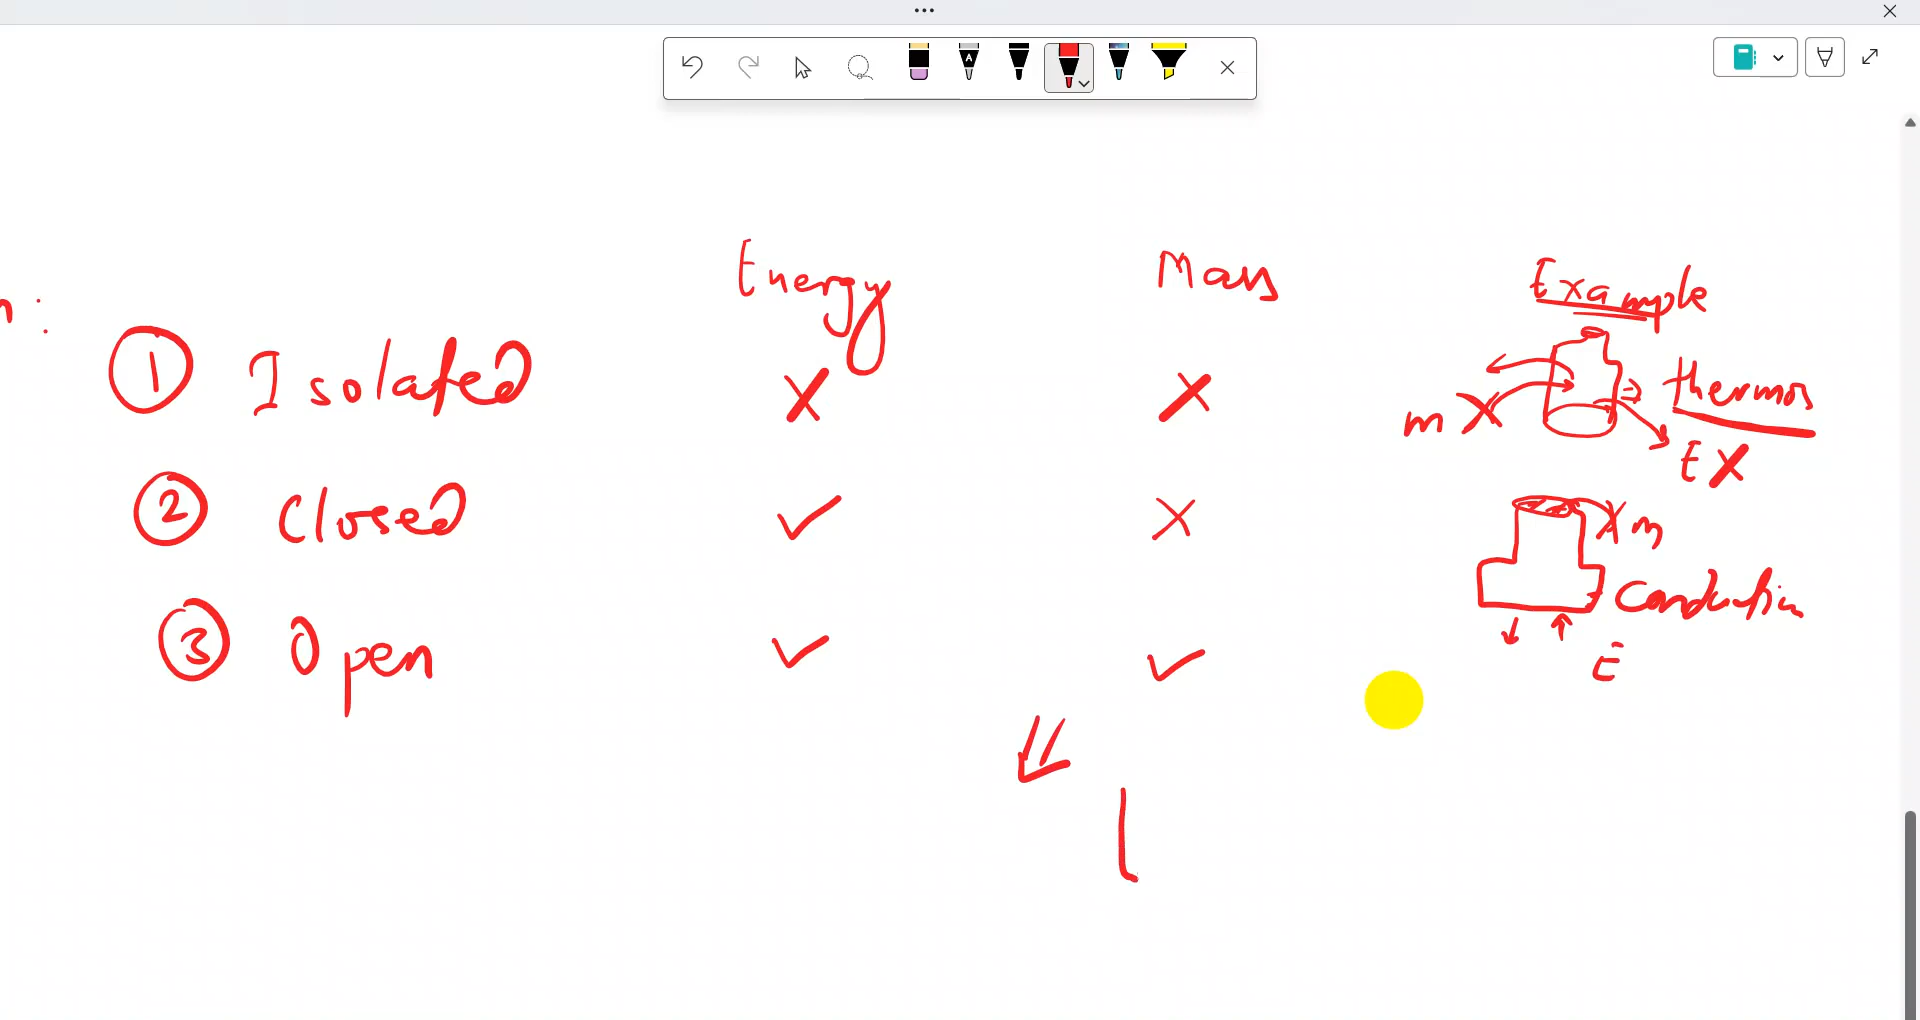 Energy Mass Example
n :
① Isolated X X
m X thermos
E X
② Closed ✓ X
X m
Conduction
③ Open ✓ ✓
E